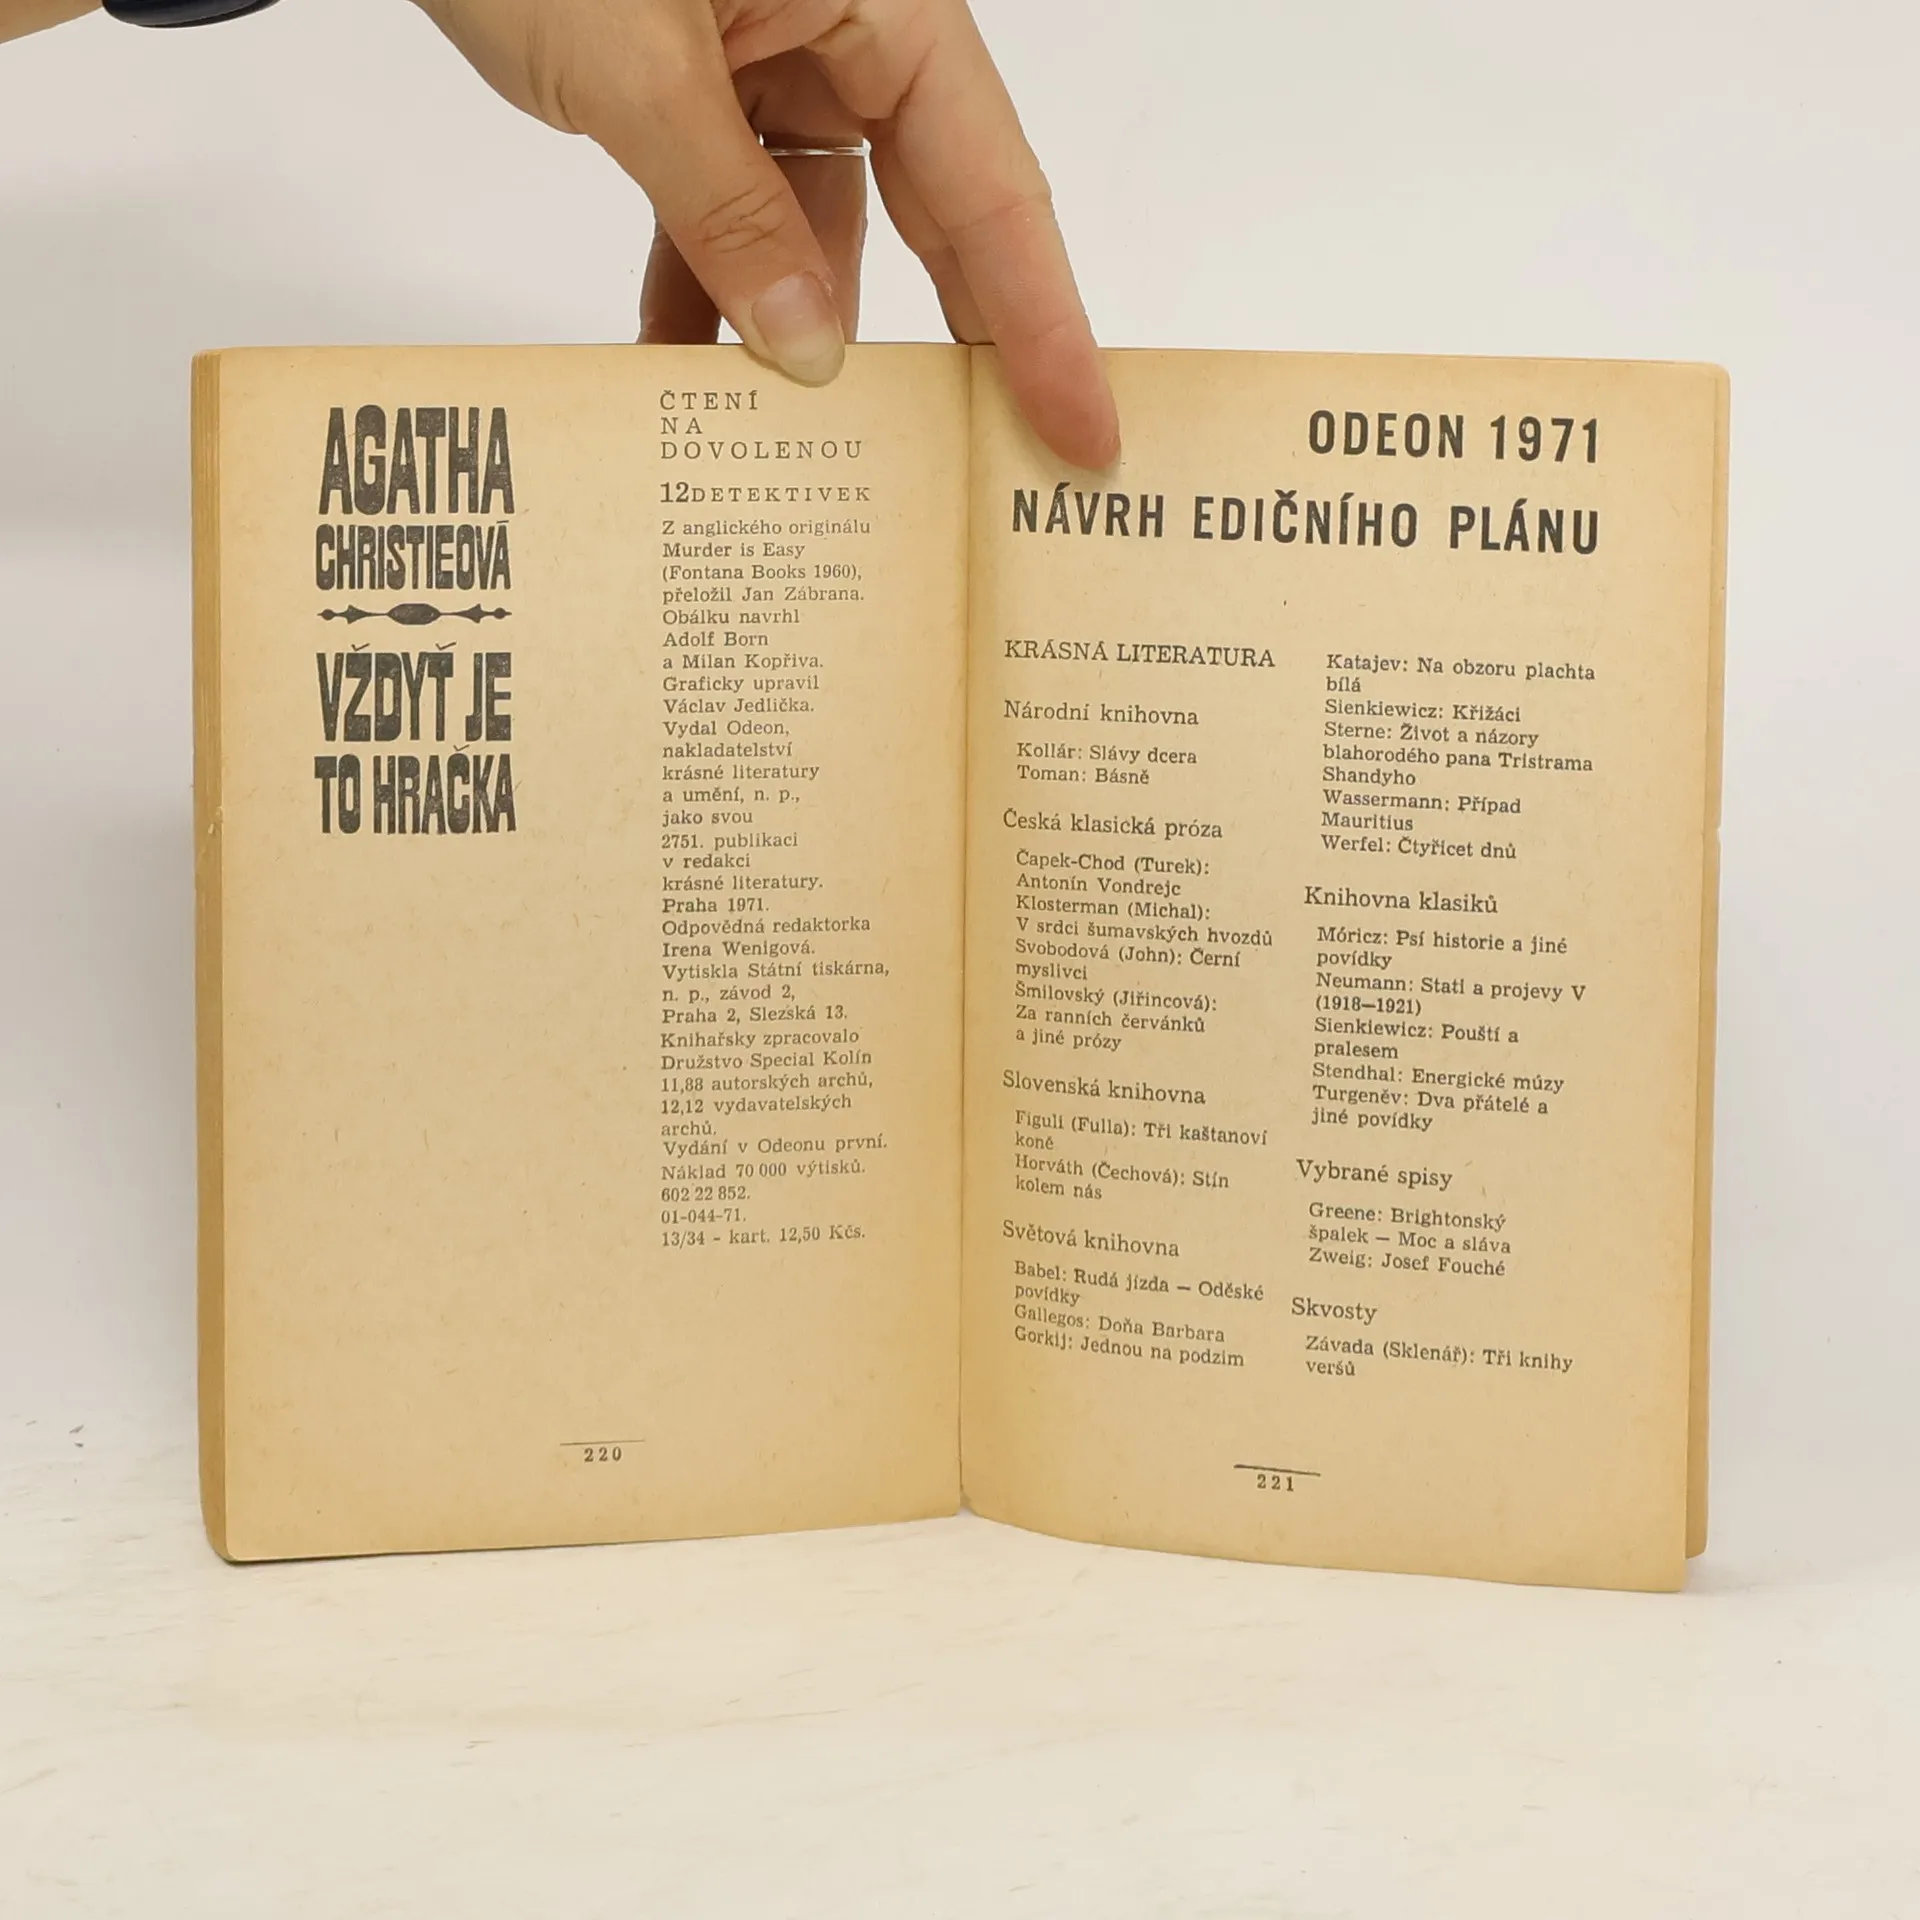 AGATHA
CHRISTIEOVÁ
VŽDYŤ JE
TO HRAČKA
ČTENÍ
NA
DOVOLENOU
12 DETEKTIVEK
Z anglického originálu
Murder is Easy
(Fontana Books 1960),
přeložil Jan Zábrana.
Obálku navrhl
Adolf Born
a Milan Kopřiva.
Graficky upravil
Václav Jedlička.
Vydal Odeon,
nakladatelství
krásné literatury
a umění, n. p.,
jako svou
2751. publikaci
v redakci
krásné literatury.
Praha 1971.
Odpovědná redaktorka
Irena Wenigová.
Vytiskla Státní tiskárna,
n. p., závod 2,
Praha 2, Slezská 13.
Knihařsky zpracovalo
Družstvo Special Kolín
11,88 autorských archů,
12,12 vydavatelských
archů.
Vydání v Odeonu první.
Náklad 70 000 výtisků.
602 22 852.
01-044-71.
13/34 - kart. 12,50 Kčs.
220
ODEON 1971
NÁVRH EDIČNÍHO PLÁNU
KRÁSNÁ LITERATURA
Národní knihovna
Kollár: Slávy dcera
Toman: Básně
Česká klasická próza
Čapek-Chod (Turek):
Antonín Vondrejc
Klosterman (Michal):
V srdci šumavských hvozdů
Svobodová (John): Černí
myslivci
Šmilovský (Jiřincová):
Za ranních červánků
a jiné prózy
Slovenská knihovna
Figuli (Fulla): Tři kaštanoví
koně
Horváth (Čechová): Stín
kolem nás
Světová knihovna
Babel: Rudá jízda — Oděské
povídky
Gallegos: Doňa Barbara
Gorkij: Jednou na podzim
Katajev: Na obzoru plachta
bílá
Sienkiewicz: Křižáci
Sterne: Život a názory
blahorodého pana Tristrama
Shandyho
Wassermann: Případ
Mauritius
Werfel: Čtyřicet dnů
Knihovna klasiků
Móricz: Psí historie a jiné
povídky
Neumann: Stati a projevy V
(1918—1921)
Sienkiewicz: Pouští a
pralesem
Stendhal: Energické múzy
Turgeněv: Dva přátelé a
jiné povídky
Vybrané spisy
Greene: Brightonský
špalek — Moc a sláva
Zweig: Josef Fouché
Skvosty
Závada (Sklenář): Tři knihy
veršů
221